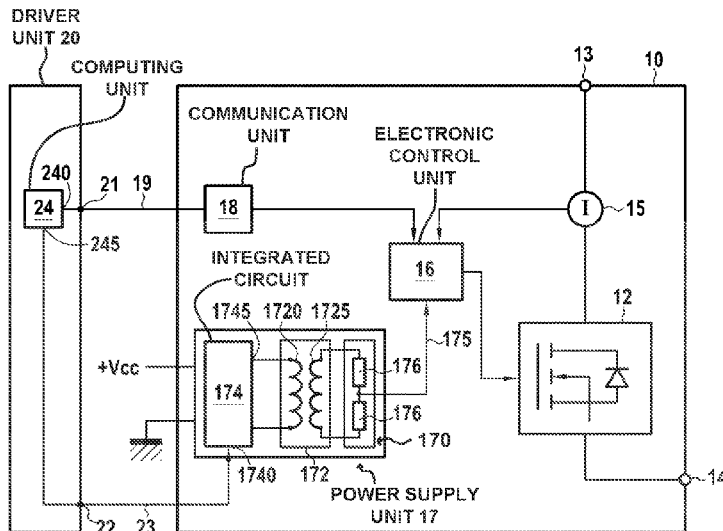 DRIVER
UNIT 20
COMPUTING
UNIT
13
10
COMMUNICATION
UNIT
ELECTRONIC
CONTROL
UNIT
240
21
19
24
18
I
15
245
16
INTEGRATED
CIRCUIT
1745
1720
1725
12
175
+Vcc
174
176
176
170
1740
172
14
POWER SUPPLY
UNIT 17
22
23